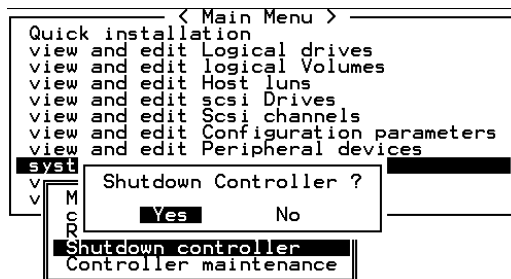 < Main Menu >
Quick installation
view and edit Logical drives
view and edit logical Volumes
view and edit Host luns
view and edit scsi Drives
view and edit Scsi channels
view and edit Configuration parameters
view and edit Peripheral devices
syst
v
v
M
c
R
Shutdown Controller ?
Yes No
Shutdown controller
Controller maintenance